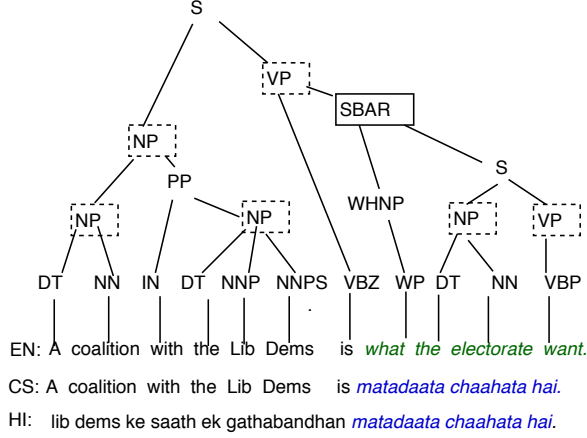 S
VP
SBAR
NP
PP
S
WHNP
NP NP NP VP
DT NN IN DT NNP NNPS VBZ WP DT NN VBP
EN: A coalition with the Lib Dems is what the electorate want.
CS: A coalition with the Lib Dems is matadaata chaahata hai.
HI: lib dems ke saath ek gathabandhan matadaata chaahata hai.